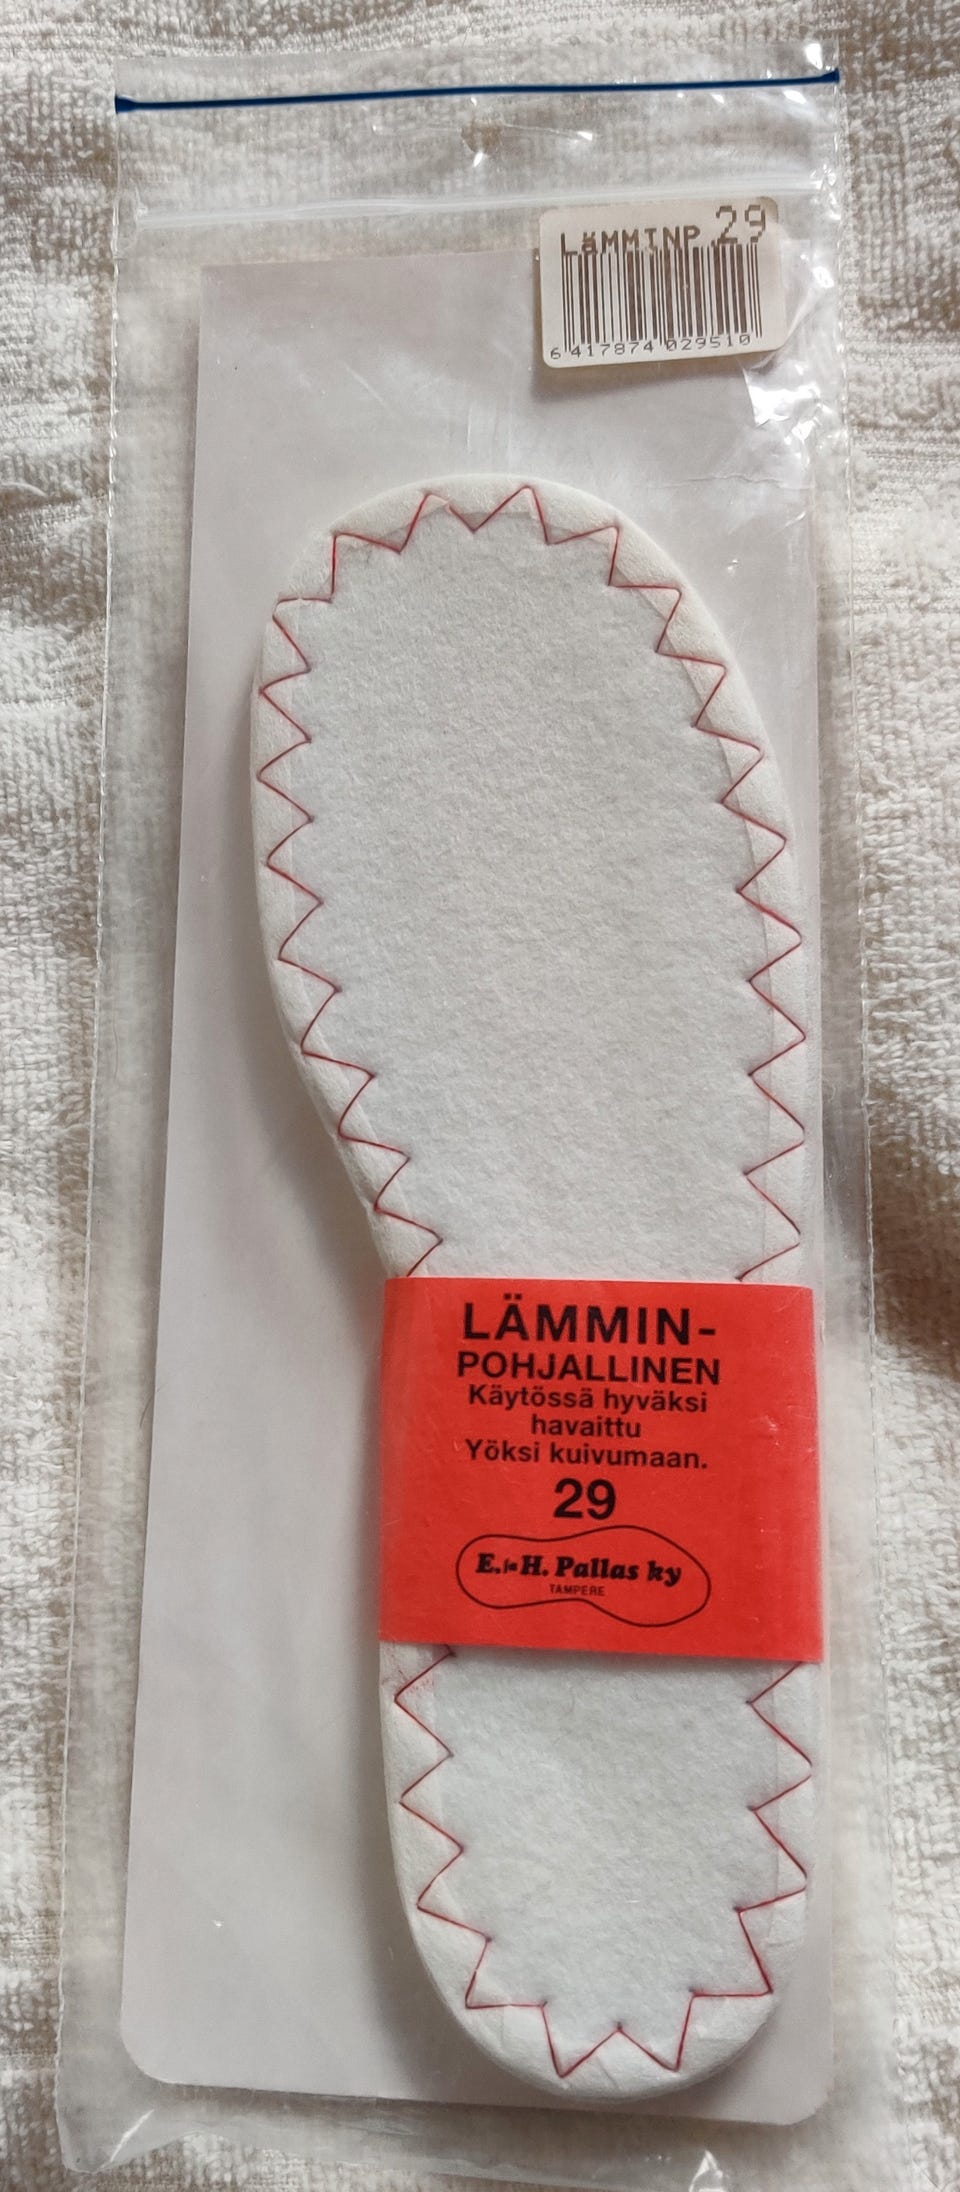 LäMMINP 29
6 417874 029510
LÄMMIN-
POHJALLINEN
Käytössä hyväksi
havaittu
Yöksi kuivumaan.
29
E. ja H. Pallas ky
TAMPERE